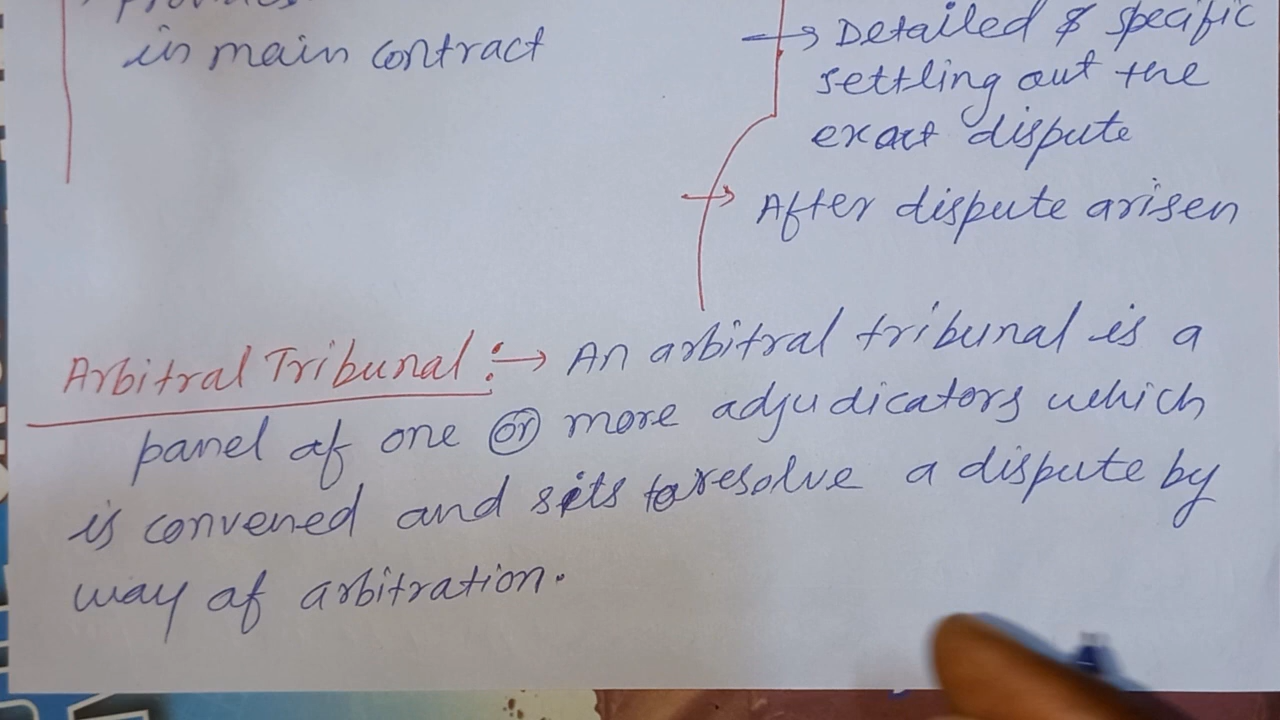 in main contract
→ Detailed & specific
settling out the
exact dispute
→ After dispute arisen
Arbitral Tribunal :→ An arbitral tribunal is a
panel of one or more adjudicators which
is convened and sits to resolve a dispute by
way of arbitration.